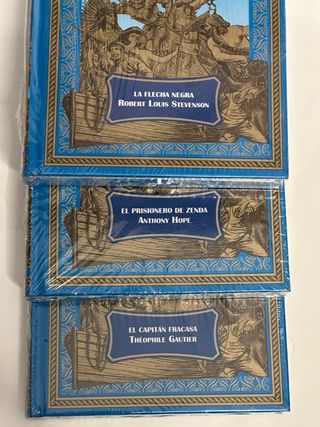 LA FLECHA NEGRA
ROBERT LOUIS STEVENSON
EL PRISIONERO DE ZENDA
ANTHONY HOPE
EL CAPITÁN FRACASA
THÉOPHILE GAUTIER